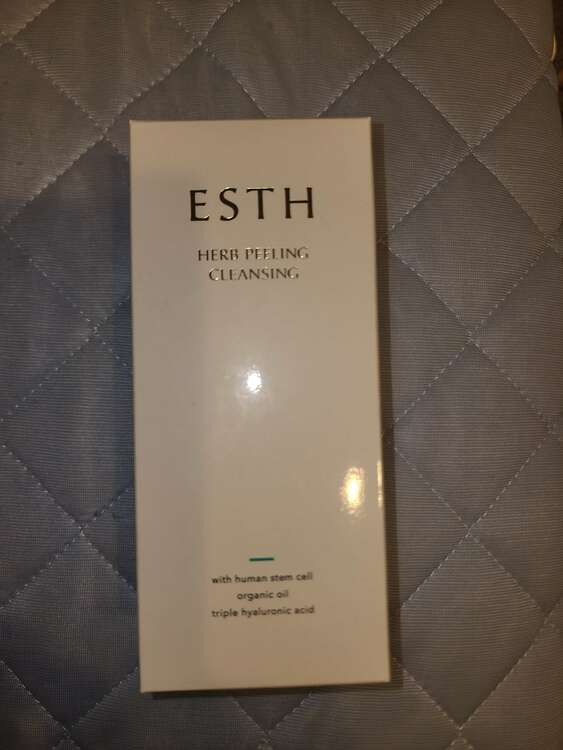 ESTH
HERB PEELING
CLEANSING
with human stem cell
organic oil
triple hyaluronic acid